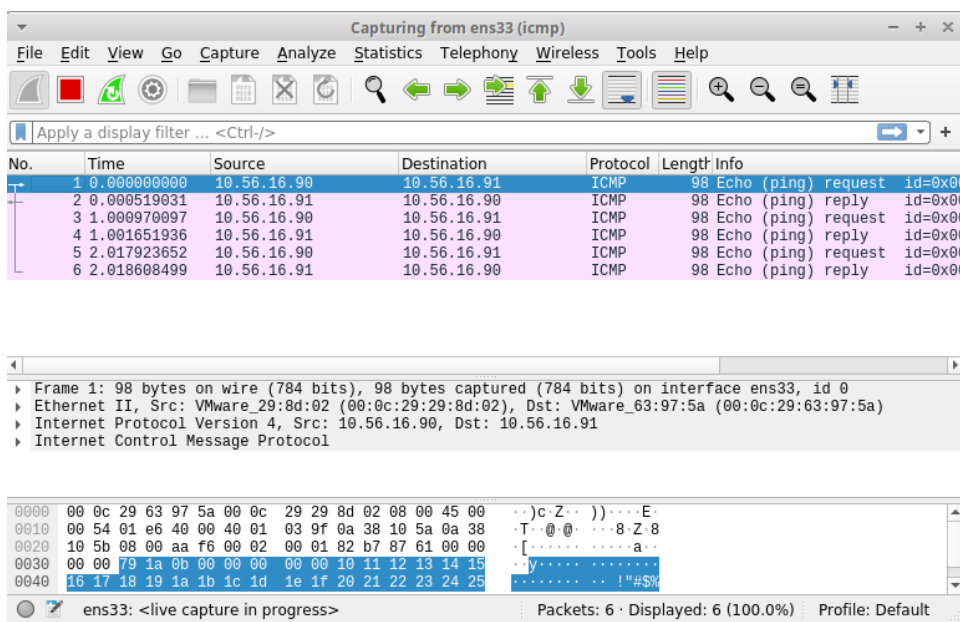 Capturing from ens33 (icmp)
File Edit View Go Capture Analyze Statistics Telephony Wireless Tools Help
Apply a display filter ... <Ctrl-/>
No. Time Source Destination Protocol Length Info
1 0.000000000 10.56.16.90 10.56.16.91 ICMP 98 Echo (ping) request id=0x0
2 0.000519031 10.56.16.91 10.56.16.90 ICMP 98 Echo (ping) reply id=0x0
3 1.000970097 10.56.16.90 10.56.16.91 ICMP 98 Echo (ping) request id=0x0
4 1.001651936 10.56.16.91 10.56.16.90 ICMP 98 Echo (ping) reply id=0x0
5 2.017923652 10.56.16.90 10.56.16.91 ICMP 98 Echo (ping) request id=0x0
6 2.018608499 10.56.16.91 10.56.16.90 ICMP 98 Echo (ping) reply id=0x0
Frame 1: 98 bytes on wire (784 bits), 98 bytes captured (784 bits) on interface ens33, id 0
Ethernet II, Src: VMware_29:8d:02 (00:0c:29:29:8d:02), Dst: VMware_63:97:5a (00:0c:29:63:97:5a)
Internet Protocol Version 4, Src: 10.56.16.90, Dst: 10.56.16.91
Internet Control Message Protocol
0000 00 0c 29 63 97 5a 00 0c 29 29 8d 02 08 00 45 00 ··)c·Z·· ))····E·
0010 00 54 01 e6 40 00 40 01 03 9f 0a 38 10 5a 0a 38 ·T··@·@· ···8·Z·8
0020 10 5b 08 00 aa f6 00 02 00 01 82 b7 87 61 00 00 ·[······ ·····a··
0030 00 00 79 1a 0b 00 00 00 00 00 10 11 12 13 14 15 ··y····· ········
0040 16 17 18 19 1a 1b 1c 1d 1e 1f 20 21 22 23 24 25 ········ ·· !"#$%
ens33: <live capture in progress> Packets: 6 · Displayed: 6 (100.0%) Profile: Default